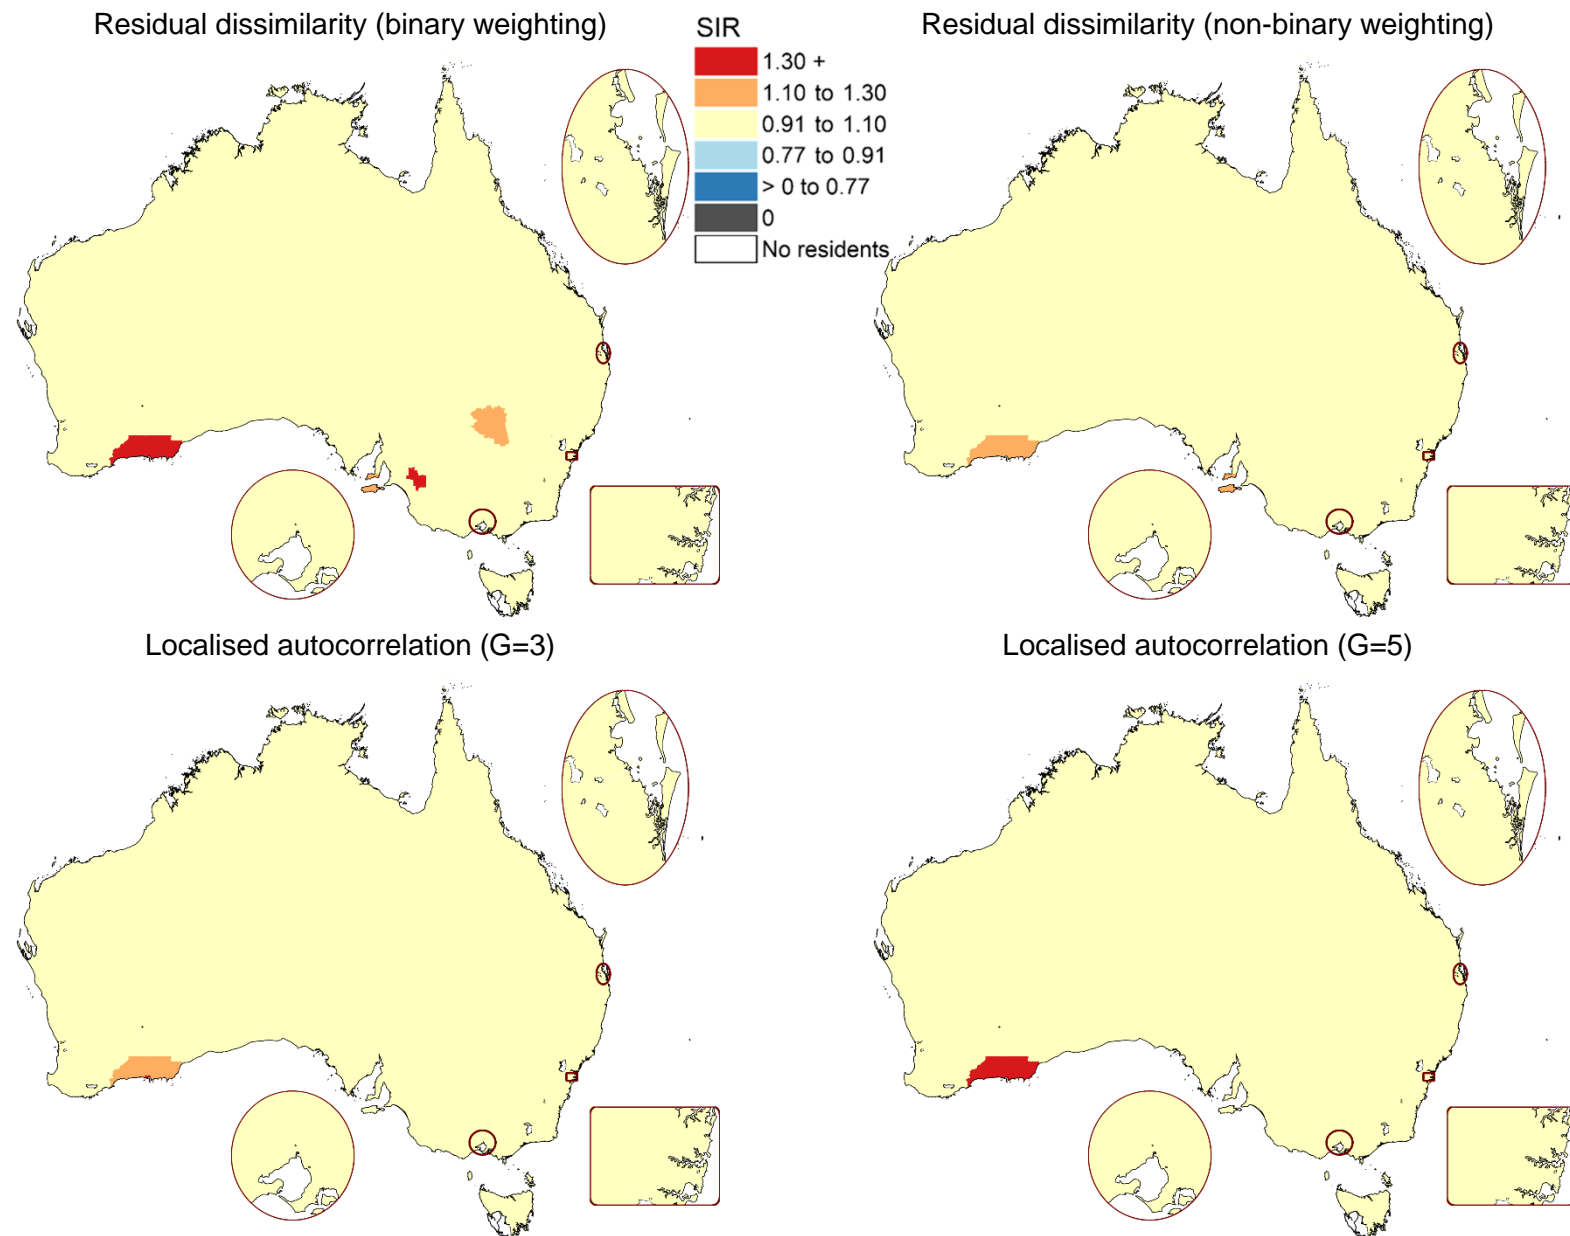 Residual dissimilarity (binary weighting)
SIR
1.30 +
1.10 to 1.30
0.91 to 1.10
0.77 to 0.91
> 0 to 0.77
0
No residents
Residual dissimilarity (non-binary weighting)
Localised autocorrelation (G=3)
Localised autocorrelation (G=5)